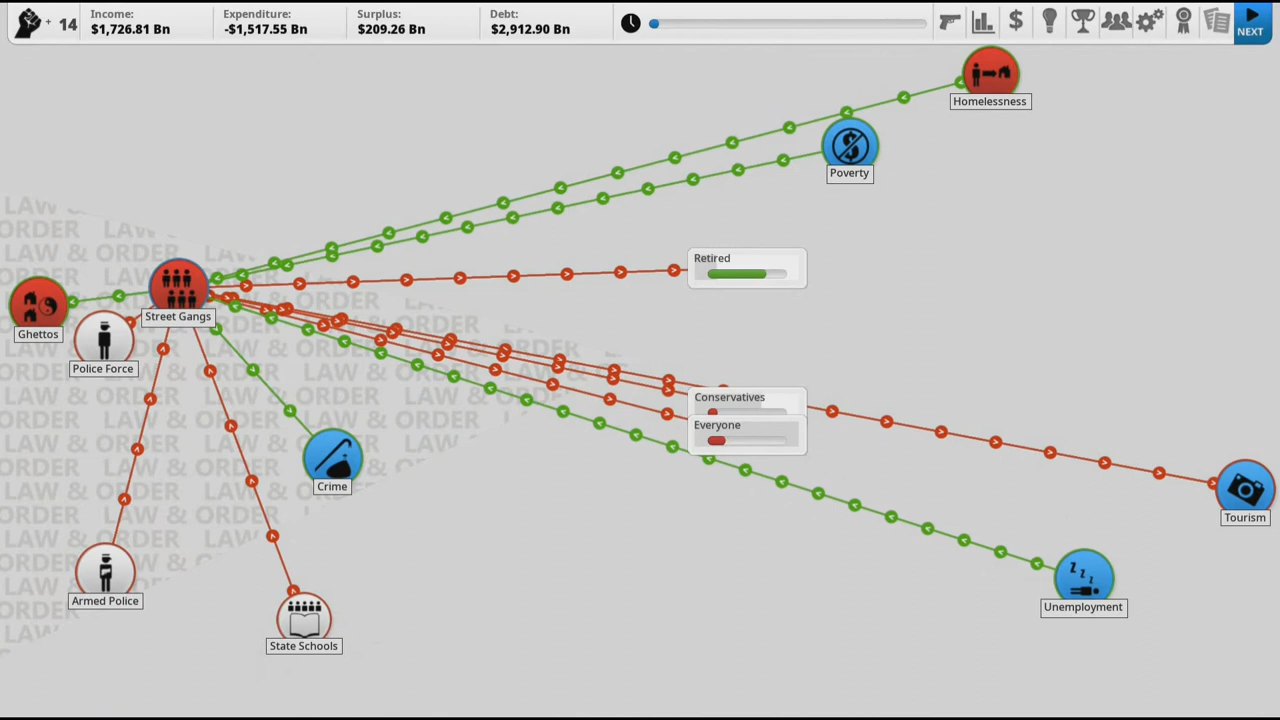 + 14
Income:
$1,726.81 Bn
Expenditure:
-$1,517.55 Bn
Surplus:
$209.26 Bn
Debt:
$2,912.90 Bn
NEXT
Homelessness
Poverty
Retired
Street Gangs
Ghettos
Police Force
Conservatives
Everyone
Crime
Tourism
Armed Police
Unemployment
State Schools
LAW & ORDER LAW & ORDER